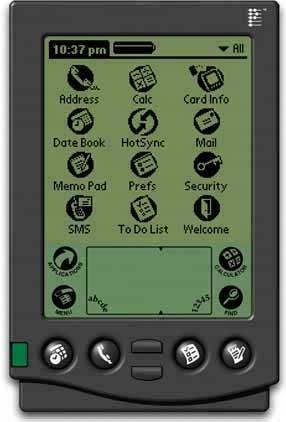 10:37 pm All
Address Calc Card Info
Date Book HotSync Mail
Memo Pad Prefs Security
SMS To Do List Welcome
APPLICATIONS CALCULATOR
MENU abcde 12345 FIND